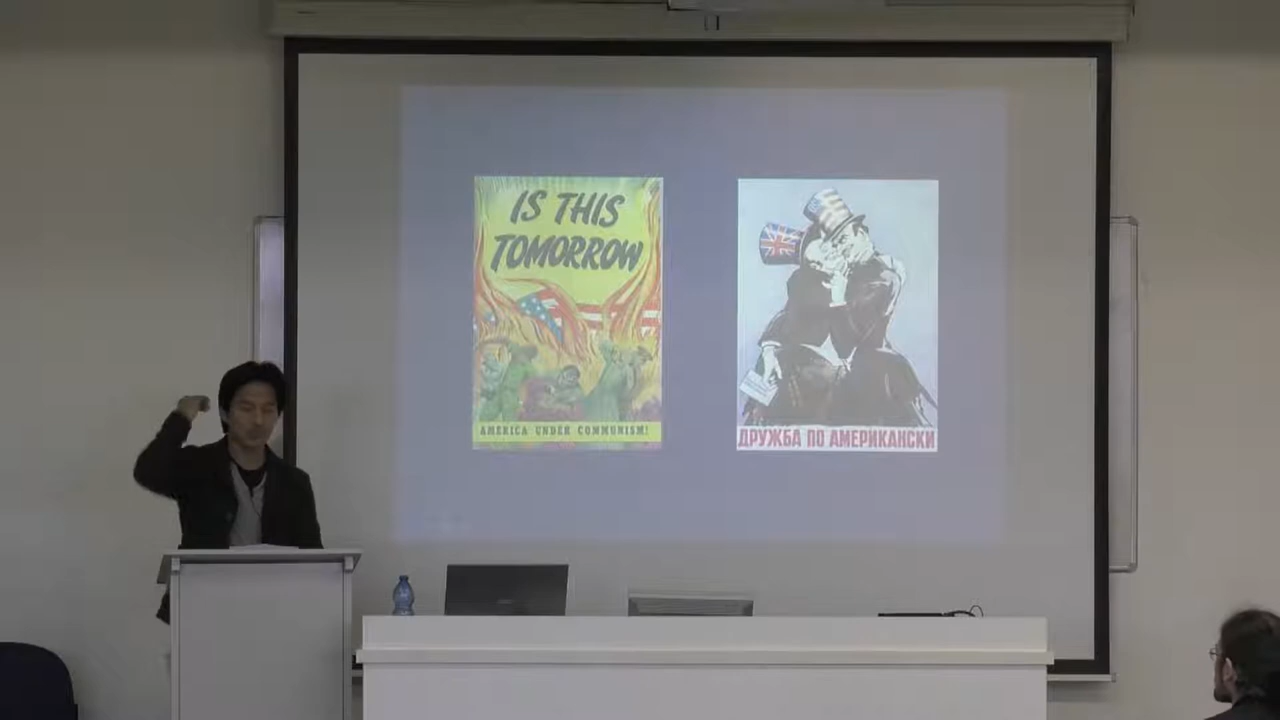 IS THIS
TOMORROW
AMERICA UNDER COMMUNISM!
ДРУЖБА ПО АМЕРИКАНСКИ